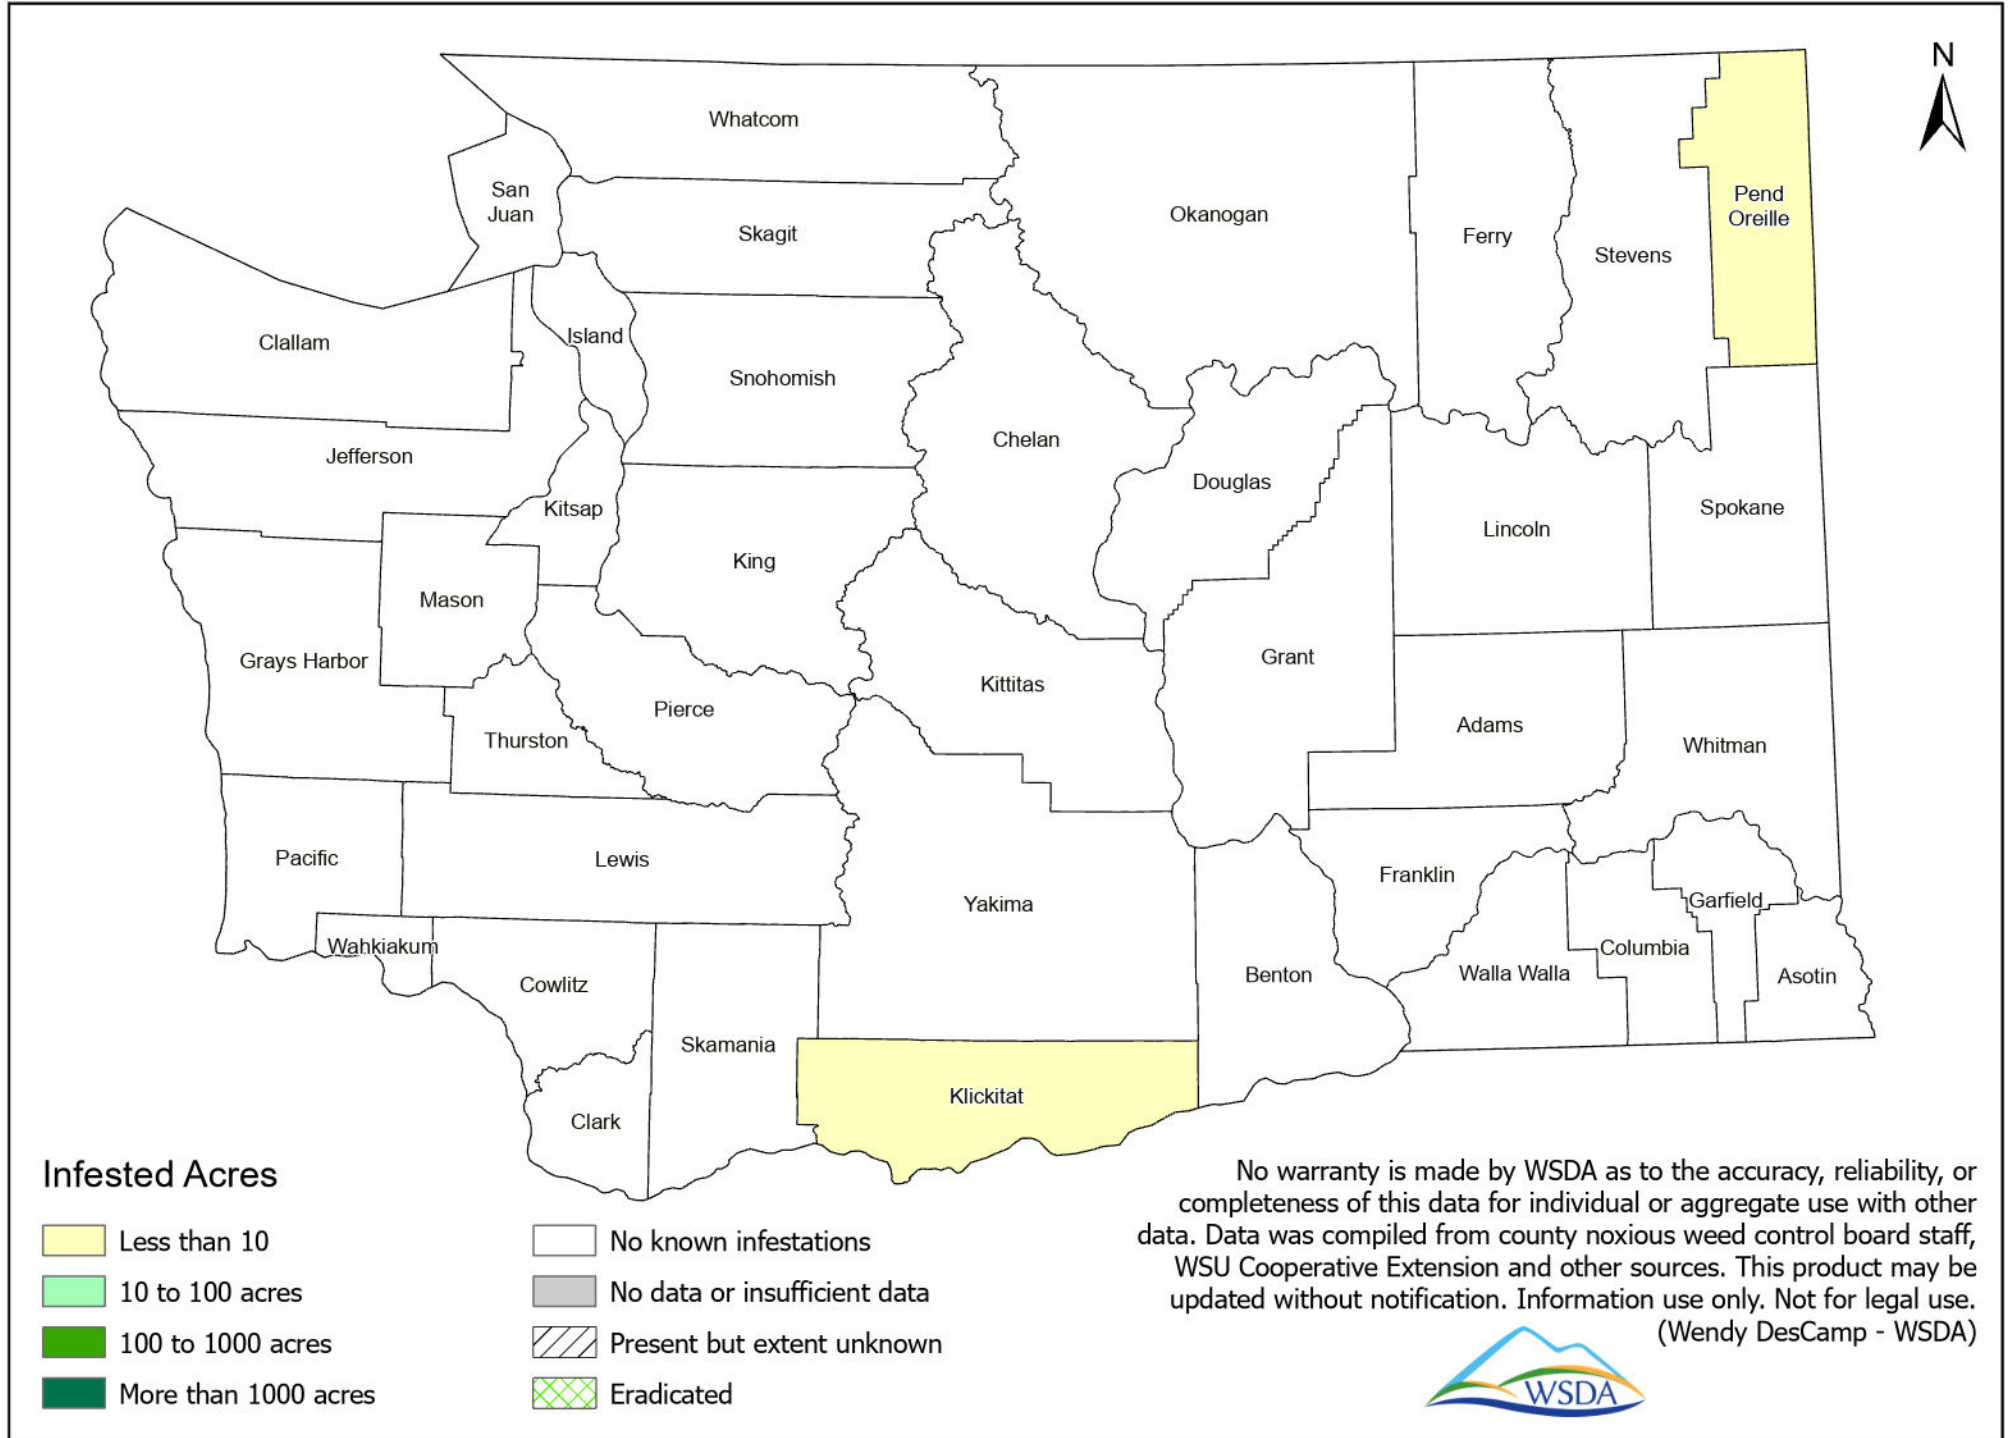 N
Whatcom
San
Juan
Skagit
Okanogan
Ferry
Stevens
Pend
Oreille
Clallam
Island
Snohomish
Chelan
Jefferson
Kitsap
Douglas
Lincoln
Spokane
King
Mason
Grays Harbor
Grant
Kittitas
Pierce
Thurston
Adams
Whitman
Pacific
Lewis
Yakima
Franklin
Garfield
Wahkiakum
Columbia
Cowlitz
Benton
Walla Walla
Asotin
Skamania
Klickitat
Clark
Infested Acres
Less than 10
10 to 100 acres
100 to 1000 acres
More than 1000 acres
No known infestations
No data or insufficient data
Present but extent unknown
Eradicated
No warranty is made by WSDA as to the accuracy, reliability, or
completeness of this data for individual or aggregate use with other
data. Data was compiled from county noxious weed control board staff,
WSU Cooperative Extension and other sources. This product may be
updated without notification. Information use only. Not for legal use.
(Wendy DesCamp - WSDA)
WSDA